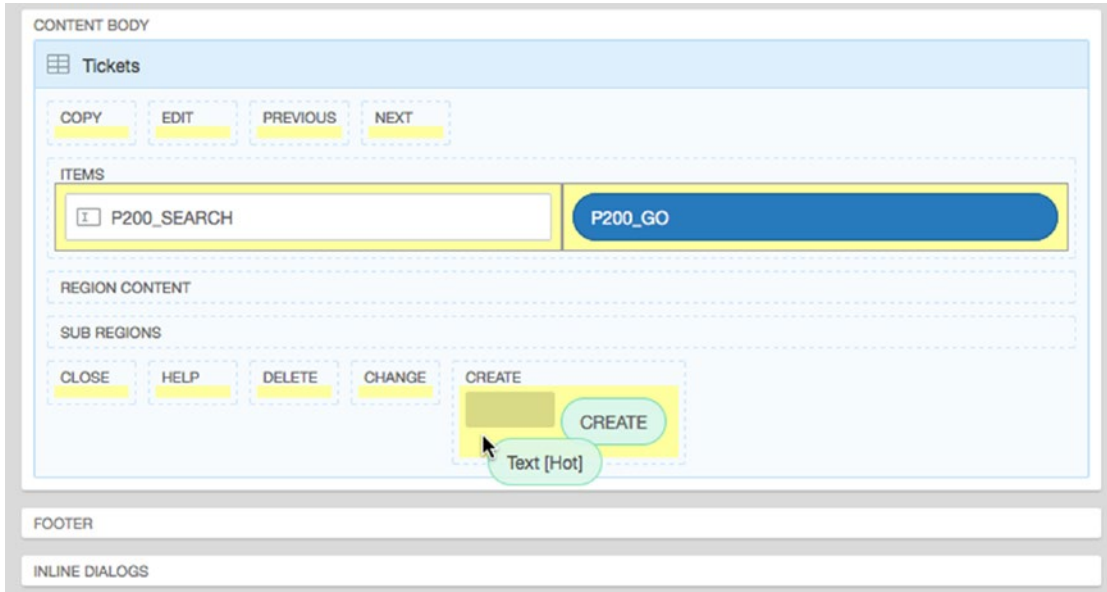 CONTENT BODY
Tickets
COPY EDIT PREVIOUS NEXT
ITEMS
P200_SEARCH P200_GO
REGION CONTENT
SUB REGIONS
CLOSE HELP DELETE CHANGE CREATE
CREATE
Text [Hot]
FOOTER
INLINE DIALOGS